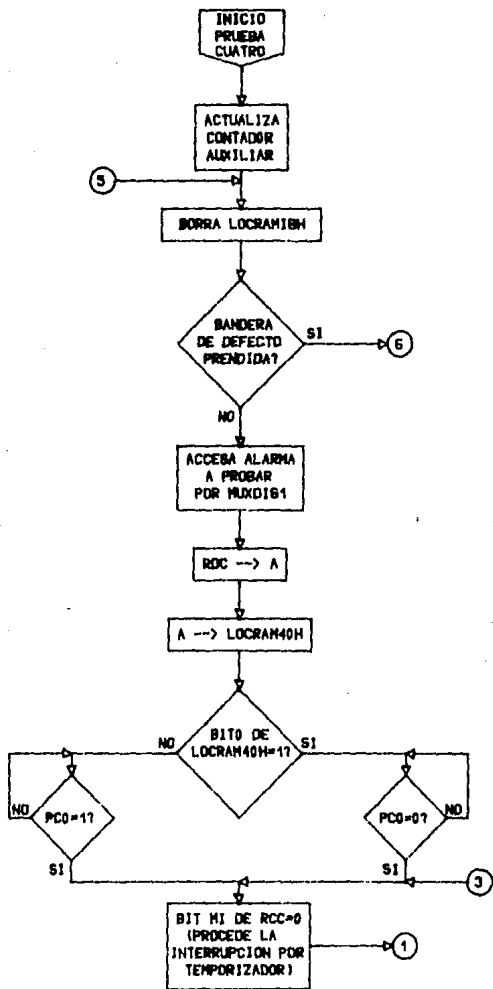 INICIO
PRUEBA
CUATRO
ACTUALIZA
CONTADOR
AUXILIAR
5
BORRA LOCRAM18H
BANDERA
DE DEFECTO
PRENDIDA?
SI
6
NO
ACCESA ALARMA
A PROBAR
POR MUXDIG1
RDC --> A
A --> LOCRAM40H
NO
BIT0 DE
LOCRAM40H=1?
SI
NO
PC0=1?
PC0=0?
NO
SI
SI
3
BIT MI DE RCC=0
(PROCEDE LA
INTERRUPCION POR
TEMPORIZADOR)
1